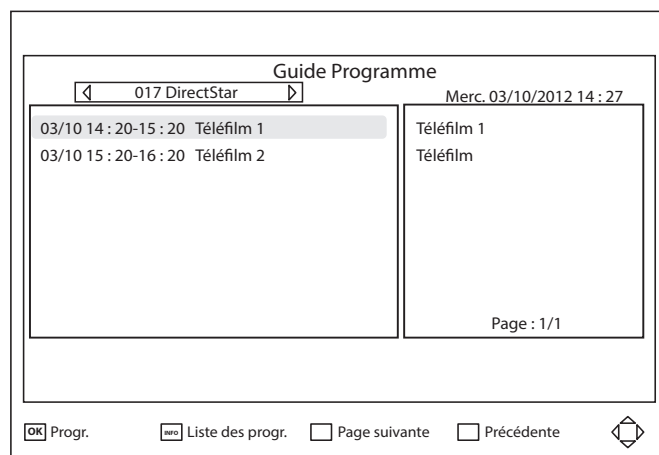 Guide Programme
017 DirectStar
Merc. 03/10/2012 14 : 27
03/10 14 : 20-15 : 20 Téléfilm 1
03/10 15 : 20-16 : 20 Téléfilm 2
Téléfilm 1
Téléfilm
Page : 1/1
OK Progr. INFO Liste des progr. Page suivante Précédente